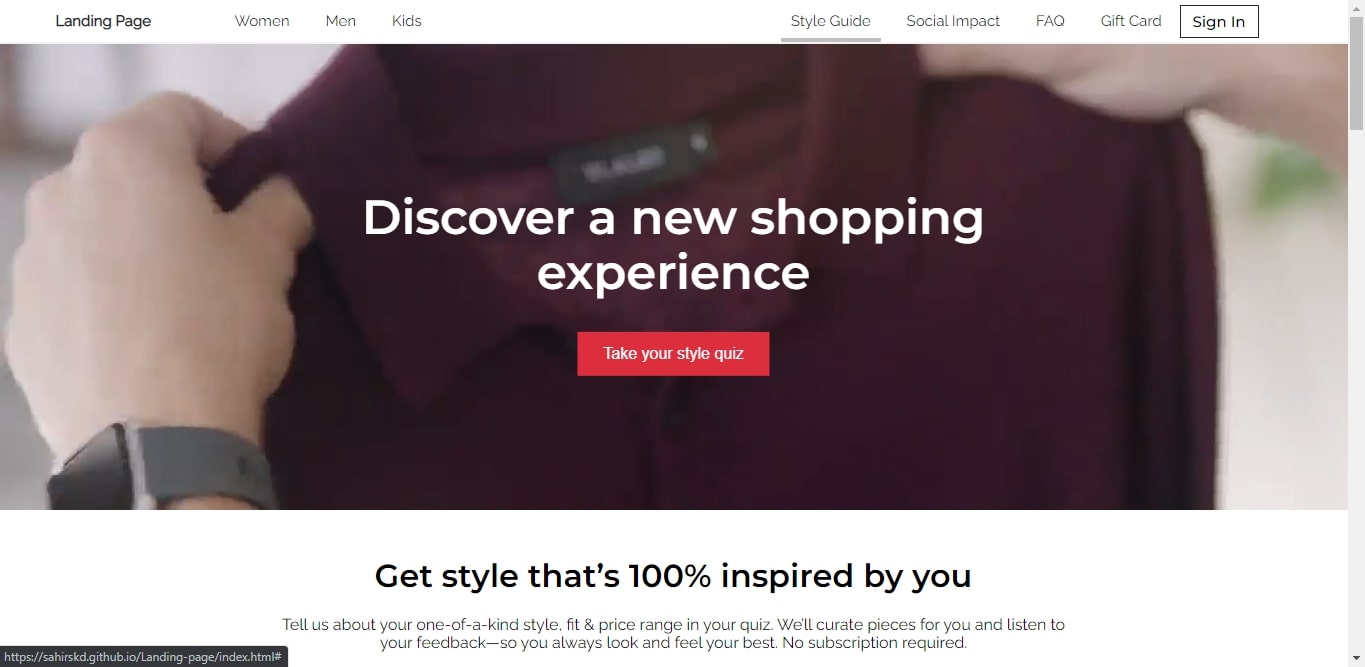 Landing Page Women Men Kids Style Guide Social Impact FAQ Gift Card Sign In
Discover a new shopping
experience
Take your style quiz
Get style that’s 100% inspired by you
Tell us about your one-of-a-kind style, fit & price range in your quiz. We’ll curate pieces for you and listen to
your feedback—so you always look and feel your best. No subscription required.
https://sahirskd.github.io/Landing-page/index.html#